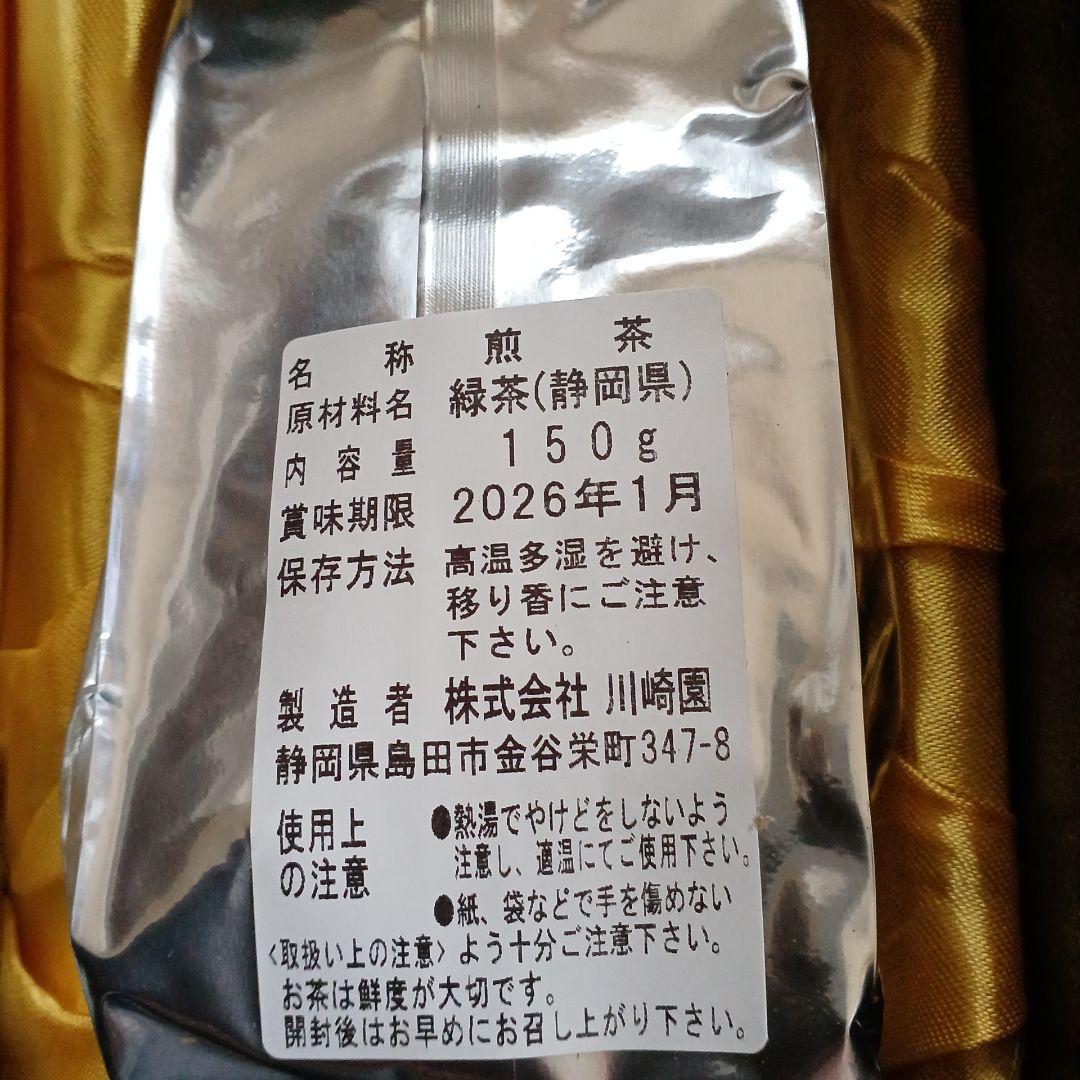 名称 煎茶
原材料名 緑茶(静岡県)
内容量 150g
賞味期限 2026年1月
保存方法 高温多湿を避け、
移り香にご注意
下さい。
製造者 株式会社 川崎園
静岡県島田市金谷栄町347-8
使用上 ●熱湯でやけどをしないよう
の注意 注意し、適温にてご使用下さい。
●紙、袋などで手を傷めない
〈取扱い上の注意〉よう十分ご注意下さい。
お茶は鮮度が大切です。
開封後はお早めにお召し上がり下さい。